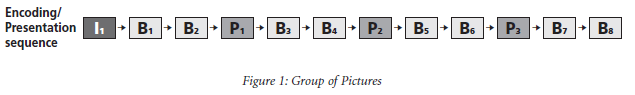 Encoding/
Presentation
sequence
I₁ B₁ B₂ P₁ B₃ B₄ P₂ B₅ B₆ P₃ B₇ B₈
Figure 1: Group of Pictures